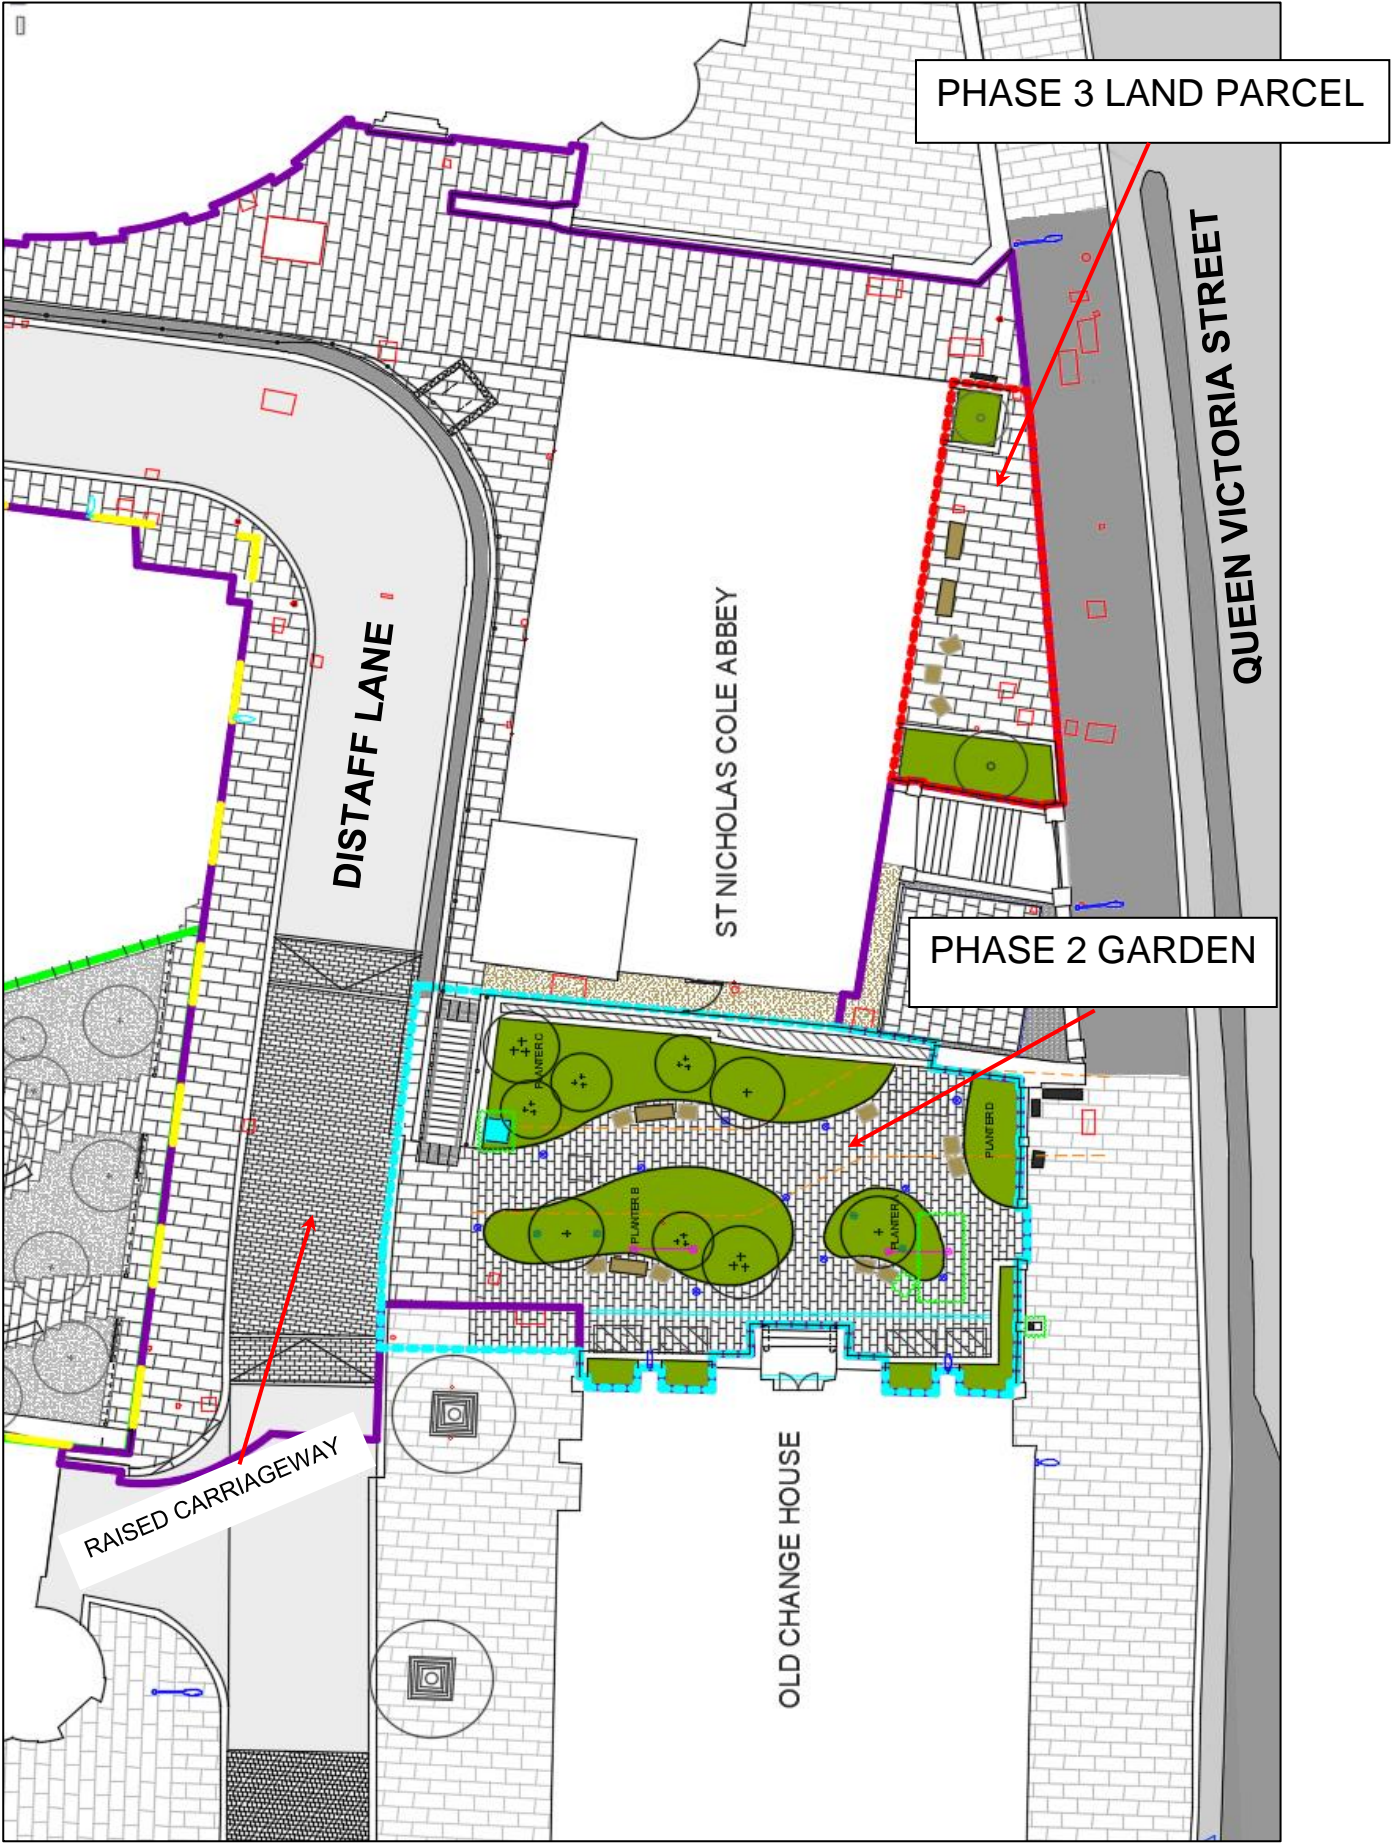 PHASE 3 LAND PARCEL
QUEEN VICTORIA STREET
DISTAFF LANE
ST NICHOLAS COLE ABBEY
PHASE 2 GARDEN
PLANTER C
PLANTER D
PLANTER B
PLANTER A
RAISED CARRIAGEWAY
OLD CHANGE HOUSE